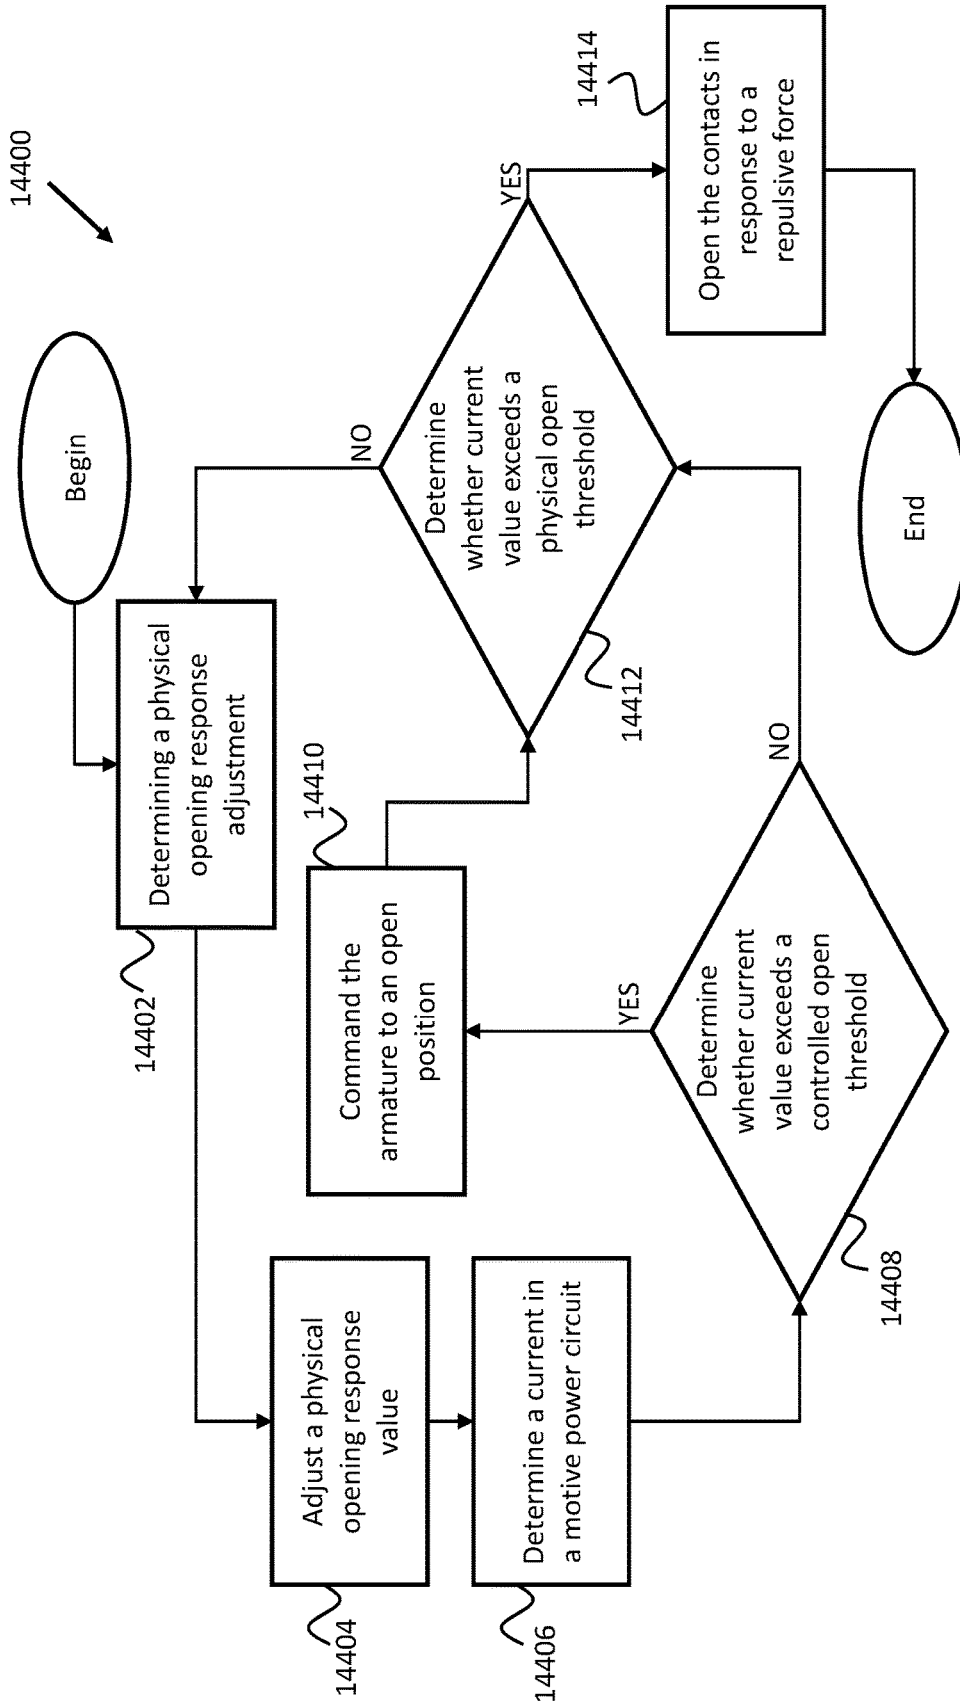 14400
Begin
Determining a physical
opening response
adjustment
14402
Adjust a physical
opening response
value
14404
Determine a current in
a motive power circuit
14406
Determine
whether current
value exceeds a
controlled open
threshold
14408
YES
NO
Command the
armature to an open
position
14410
Determine
whether current
value exceeds a
physical open
threshold
14412
NO
YES
Open the contacts in
response to a
repulsive force
14414
End